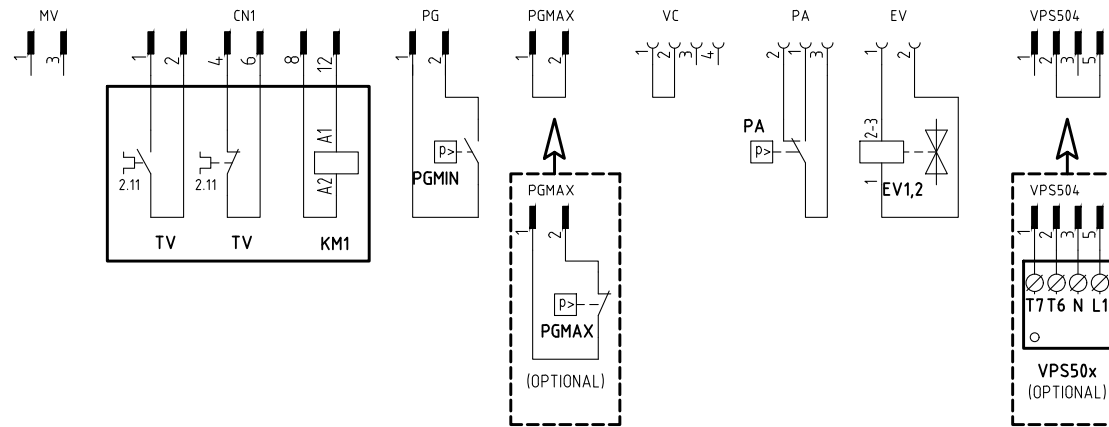 MV CN1 PG PGMAX VC PA EV VPS504
1 3 1 2 4 6 8 12 1 2 1 2 1 2 3 4 2 1 3 1 2 1 2 3 5
A1 2-3
PA
p> p>
2.11 2.11 A2 PGMIN 1 EV1,2
PGMAX VPS504
1 2 1 2 3 5
TV TV KM1
p> T7 T6 N L1
PGMAX
VPS50x
(OPTIONAL) (OPTIONAL)